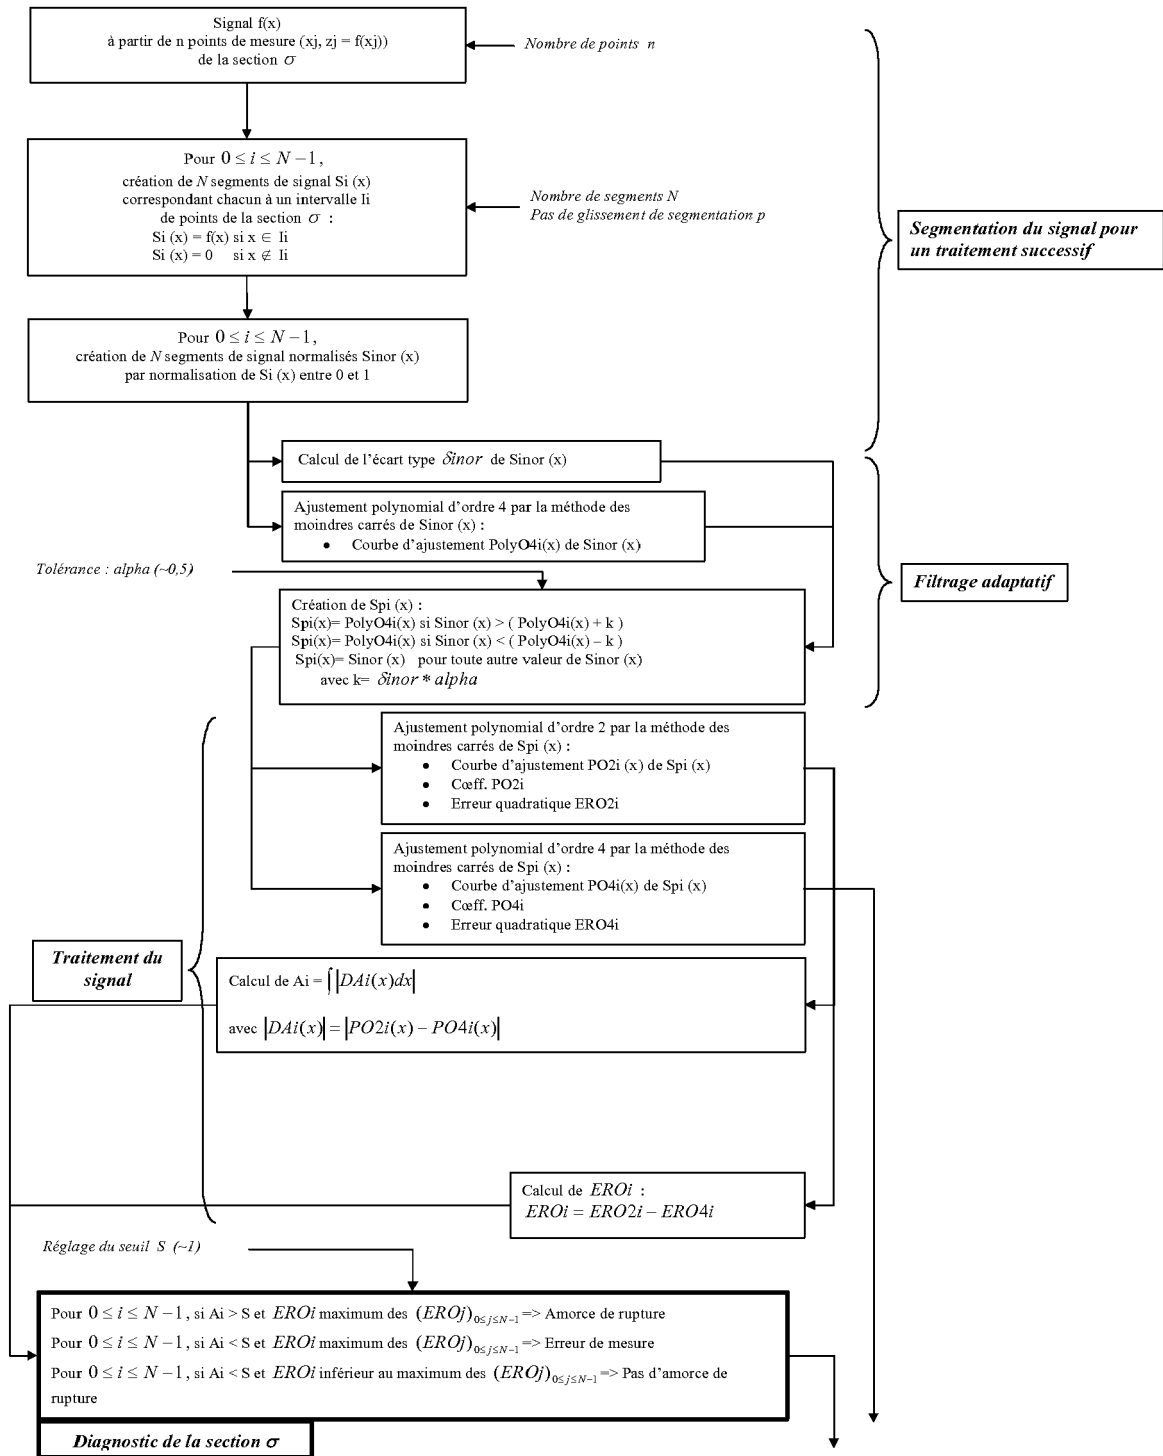 Signal f(x)
à partir de n points de mesure (xj, zj = f(xj))
de la section σ
Nombre de points n
Pour 0 ≤ i ≤ N − 1 ,
création de N segments de signal Si (x)
correspondant chacun à un intervalle Ii
de points de la section σ :
Si (x) = f(x) si x ∈ Ii
Si (x) = 0 si x ∉ Ii
Nombre de segments N
Pas de glissement de segmentation p
Segmentation du signal pour
un traitement successif
Pour 0 ≤ i ≤ N − 1 ,
création de N segments de signal normalisés Sinor (x)
par normalisation de Si (x) entre 0 et 1
Calcul de l’écart type δinor de Sinor (x)
Ajustement polynomial d’ordre 4 par la méthode des
moindres carrés de Sinor (x) :
• Courbe d’ajustement PolyO4i(x) de Sinor (x)
Tolérance : alpha (~0,5)
Filtrage adaptatif
Création de Spi (x) :
Spi(x)= PolyO4i(x) si Sinor (x) > ( PolyO4i(x) + k )
Spi(x)= PolyO4i(x) si Sinor (x) < ( PolyO4i(x) – k )
Spi(x)= Sinor (x) pour toute autre valeur de Sinor (x)
avec k= δinor * alpha
Ajustement polynomial d’ordre 2 par la méthode des
moindres carrés de Spi (x) :
• Courbe d’ajustement PO2i (x) de Spi (x)
• Cœff. PO2i
• Erreur quadratique ERO2i
Ajustement polynomial d’ordre 4 par la méthode des
moindres carrés de Spi (x) :
• Courbe d’ajustement PO4i(x) de Spi (x)
• Cœff. PO4i
• Erreur quadratique ERO4i
Traitement du
signal
Calcul de Ai = ∫|DAi(x)dx|
avec |DAi(x)| = |PO2i(x) − PO4i(x)|
Calcul de EROi :
EROi = ERO2i − ERO4i
Réglage du seuil S (~1)
Pour 0 ≤ i ≤ N − 1 , si Ai > S et EROi maximum des (EROj)0≤j≤N−1 => Amorce de rupture
Pour 0 ≤ i ≤ N − 1 , si Ai < S et EROi maximum des (EROj)0≤j≤N−1 => Erreur de mesure
Pour 0 ≤ i ≤ N − 1 , si Ai < S et EROi inférieur au maximum des (EROj)0≤j≤N−1 => Pas d’amorce de
rupture
Diagnostic de la section σ